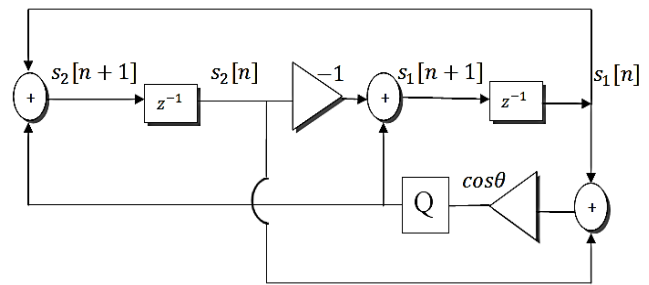 s₂[n + 1]
s₂[n]
−1
s₁[n + 1]
s₁[n]
+
z⁻¹
+
z⁻¹
cosθ
Q
+